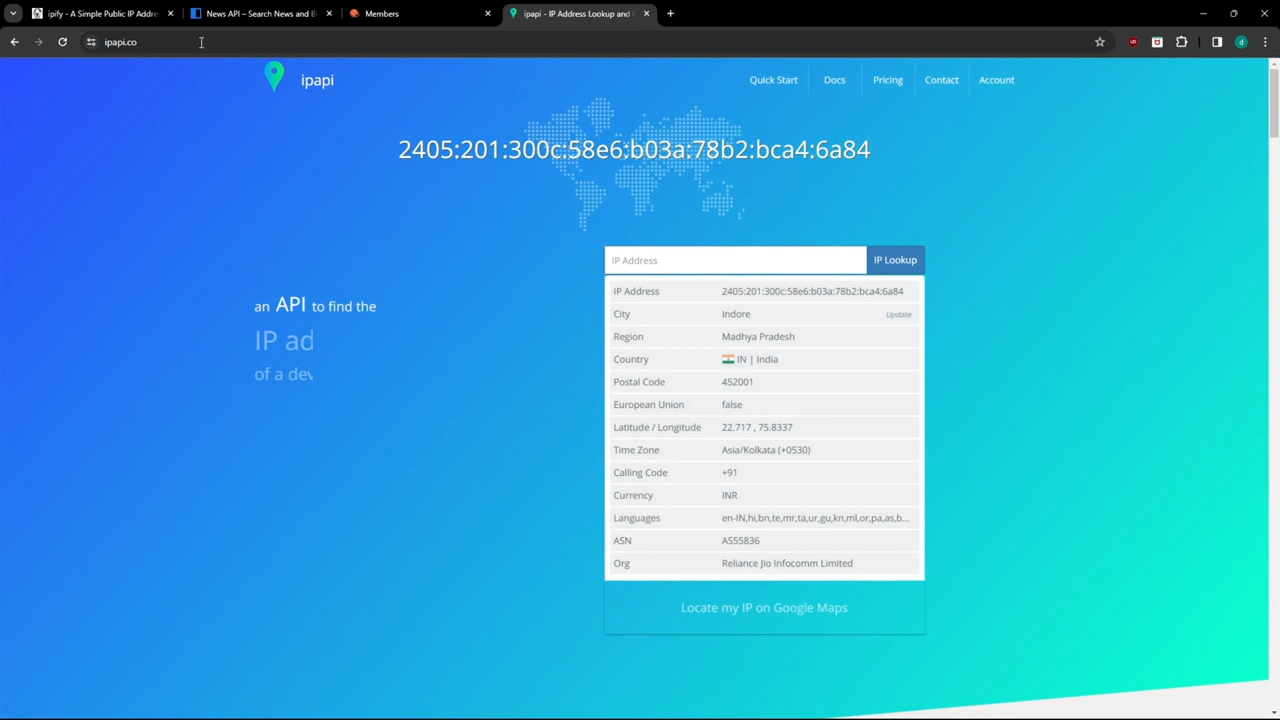 ipify - A Simple Public IP Addre
News API – Search News and B
Members
ipapi - IP Address Lookup and
ipapi.co
d
ipapi
Quick Start
Docs
Pricing
Contact
Account
2405:201:300c:58e6:b03a:78b2:bca4:6a84
IP Address
IP Lookup
IP Address 2405:201:300c:58e6:b03a:78b2:bca4:6a84
City Indore Update
Region Madhya Pradesh
Country IN | India
Postal Code 452001
European Union false
Latitude / Longitude 22.717 , 75.8337
Time Zone Asia/Kolkata (+0530)
Calling Code +91
Currency INR
Languages en-IN,hi,bn,te,mr,ta,ur,gu,kn,ml,or,pa,as,b...
ASN AS55836
Org Reliance Jio Infocomm Limited
Locate my IP on Google Maps
an API to find the
IP ad
of a dev